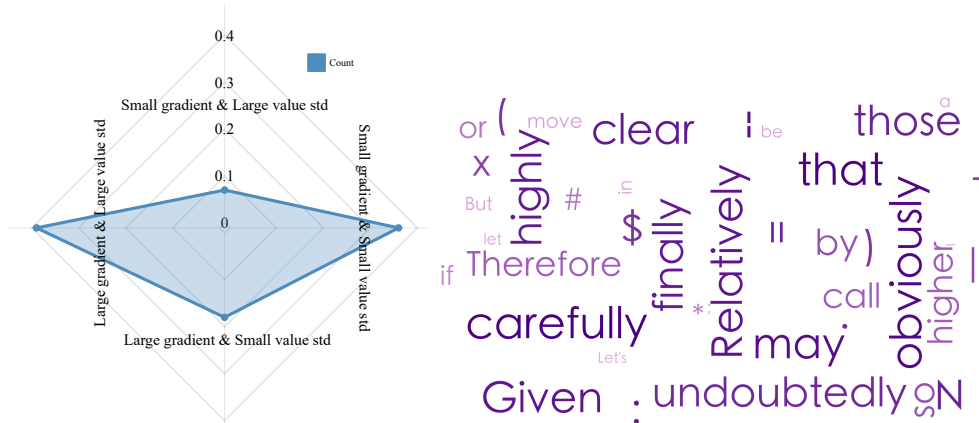 0.4
Count
0.3
Small gradient & Large value std
0.2
0.1
0
Large gradient & Large value std
Small gradient & Small value std
Large gradient & Small value std
or
(
move
clear
be
those
a
x
highly
that
But
#
in
$
finally
Relatively
=
let
by
)
obviously
higher
if
Therefore
call
*
carefully
may
.
Let's
Given
:
undoubtedly
So
N